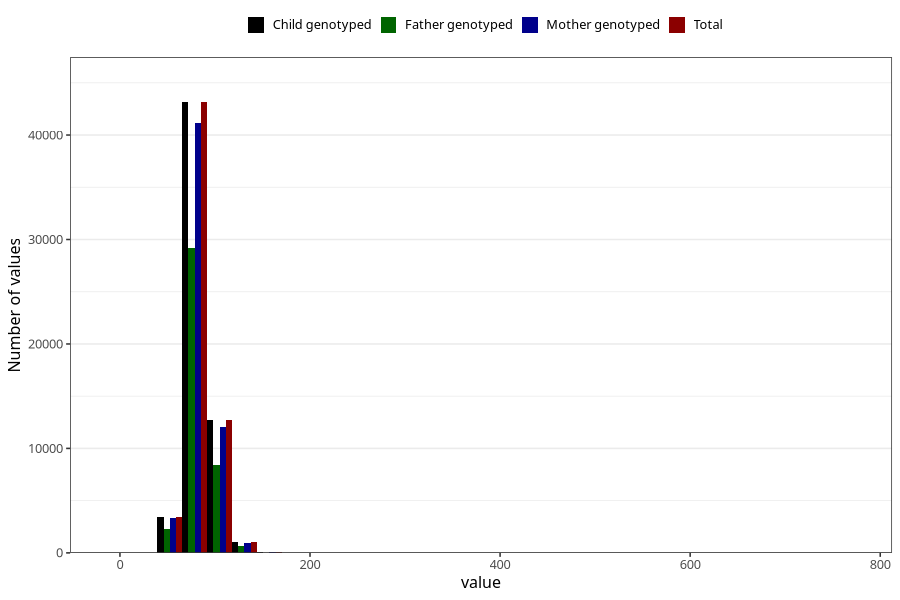 Child genotyped Father genotyped Mother genotyped Total
Number of values
40000
30000
20000
10000
0
0 200 400 600 800
value